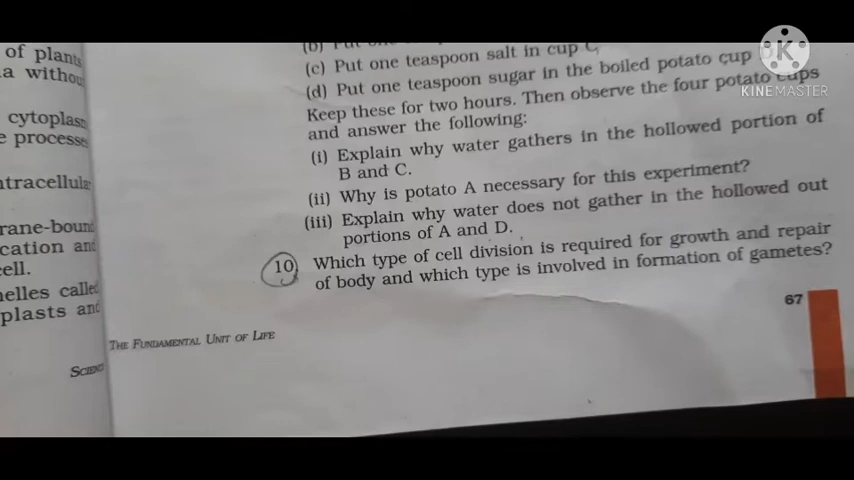 of plants
a withou
cytoplasm
e processes
ntracellular
rane-bound
cation and
cell.
nelles called
plasts and
SCIENC
(b) Put one
(c) Put one teaspoon salt in cup C
(d) Put one teaspoon sugar in the boiled potato cup
Keep these for two hours. Then observe the four potato cups
and answer the following:
(i) Explain why water gathers in the hollowed portion of
B and C.
(ii) Why is potato A necessary for this experiment?
(iii) Explain why water does not gather in the hollowed out
portions of A and D.
10 Which type of cell division is required for growth and repair
of body and which type is involved in formation of gametes?
67
THE FUNDAMENTAL UNIT OF LIFE
K
KINEMASTER